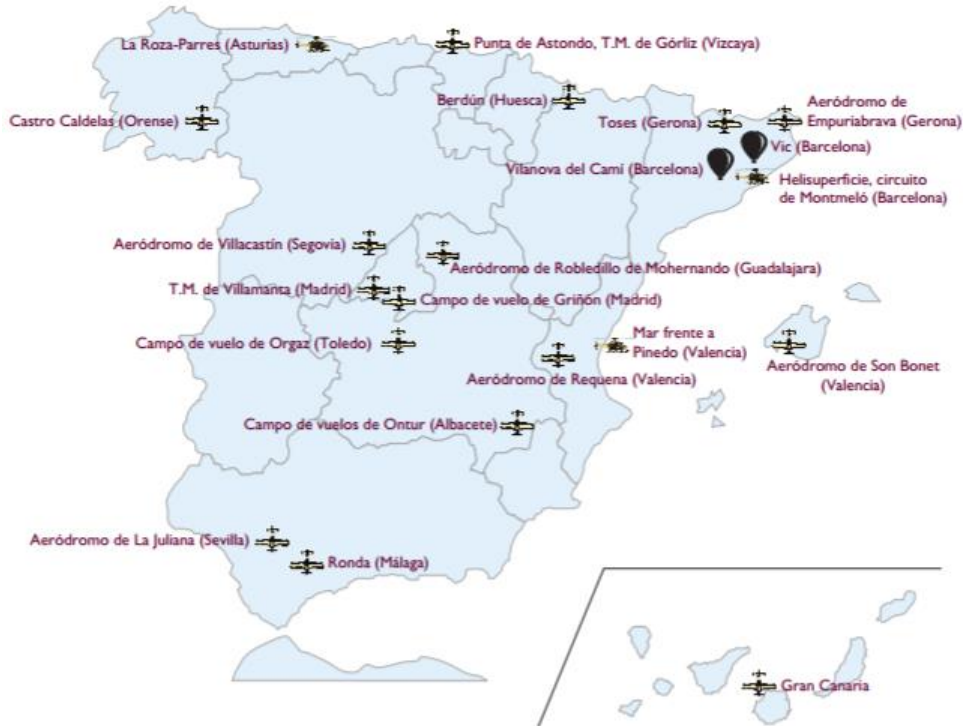 La Roza-Parres (Asturias)
Punta de Astondo, T.M. de Górliz (Vizcaya)
Berdún (Huesca)
Castro Caldelas (Orense)
Toses (Gerona)
Aeródromo de
Empuriabrava (Gerona)
Vic (Barcelona)
Vilanova del Camí (Barcelona)
Helisuperficie, circuito
de Montmeló (Barcelona)
Aeródromo de Villacastín (Segovia)
Aeródromo de Robledillo de Mohernando (Guadalajara)
T.M. de Villamanta (Madrid)
Campo de vuelo de Griñón (Madrid)
Campo de vuelo de Orgaz (Toledo)
Mar frente a
Pinedo (Valencia)
Aeródromo de Son Bonet
(Valencia)
Aeródromo de Requena (Valencia)
Campo de vuelos de Ontur (Albacete)
Aeródromo de La Juliana (Sevilla)
Ronda (Málaga)
Gran Canaria